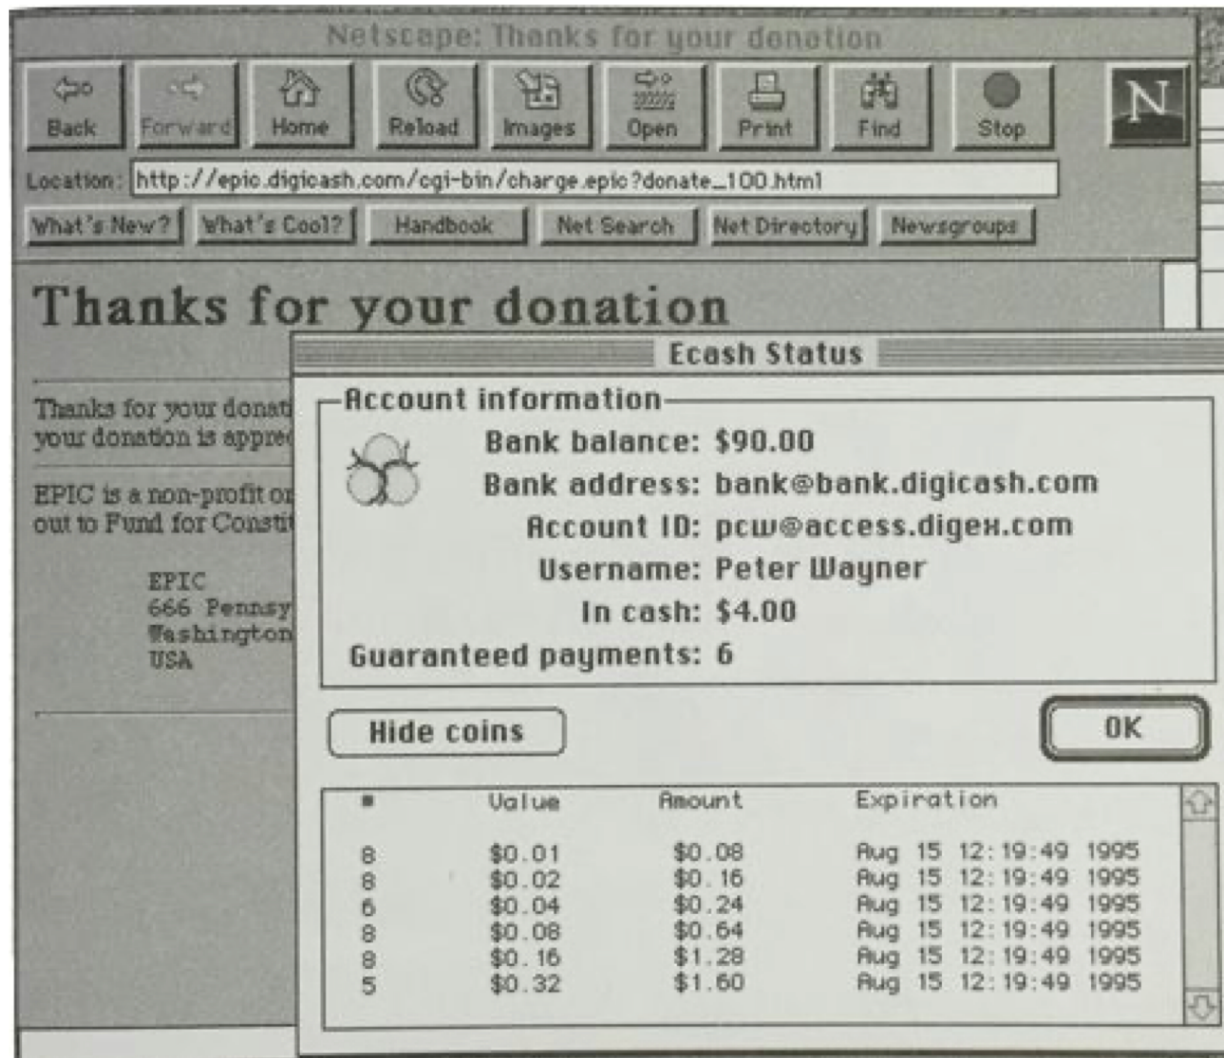 Netscape: Thanks for your donation
Back Forward Home Reload Images Open Print Find Stop N
Location: http://epic.digicash.com/cgi-bin/charge.epic?donate_100.html
What's New? What's Cool? Handbook Net Search Net Directory Newsgroups
Thanks for your donation
Thanks for your donati
your donation is apprec
EPIC is a non-profit or
out to Fund for Constit
EPIC
666 Pennsy
Washington
USA
Ecash Status
Account information
Bank balance: $90.00
Bank address: bank@bank.digicash.com
Account ID: pcw@access.digex.com
Username: Peter Wayner
In cash: $4.00
Guaranteed payments: 6
Hide coins
OK
# Value Amount Expiration
8 $0.01 $0.08 Aug 15 12:19:49 1995
8 $0.02 $0.16 Aug 15 12:19:49 1995
6 $0.04 $0.24 Aug 15 12:19:49 1995
8 $0.08 $0.64 Aug 15 12:19:49 1995
8 $0.16 $1.28 Aug 15 12:19:49 1995
5 $0.32 $1.60 Aug 15 12:19:49 1995